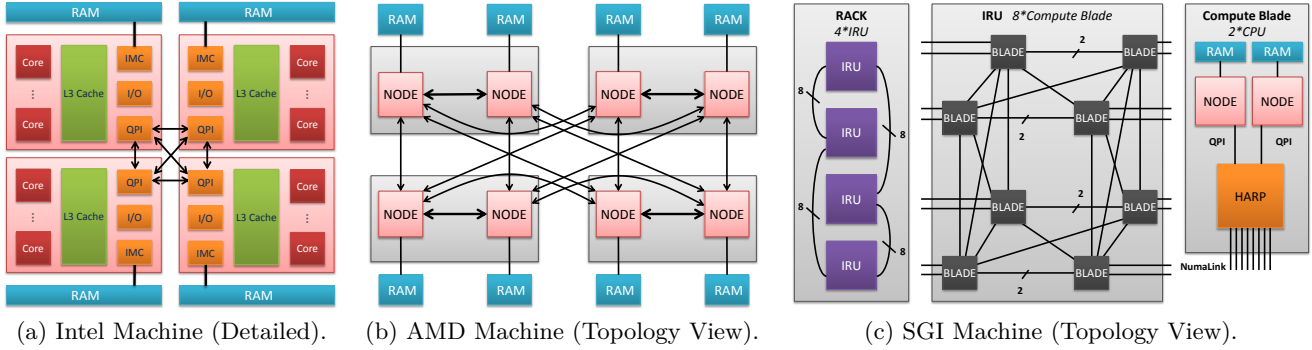 RAM
RAM
IMC
IMC
Core
⋮
Core
L3 Cache
I/O
QPI
I/O
QPI
L3 Cache
Core
⋮
Core
Core
⋮
Core
L3 Cache
QPI
I/O
IMC
QPI
I/O
IMC
L3 Cache
Core
⋮
Core
RAM
RAM
(a) Intel Machine (Detailed).
RAM
RAM
RAM
RAM
NODE
NODE
NODE
NODE
NODE
NODE
NODE
NODE
RAM
RAM
RAM
RAM
(b) AMD Machine (Topology View).
RACK
4*IRU
IRU
IRU
IRU
IRU
8
8
8
8
IRU 8*Compute Blade
BLADE
2
BLADE
BLADE
2
BLADE
BLADE
2
BLADE
BLADE
2
BLADE
Compute Blade
2*CPU
RAM
RAM
NODE
NODE
QPI
QPI
HARP
NumaLink
(c) SGI Machine (Topology View).